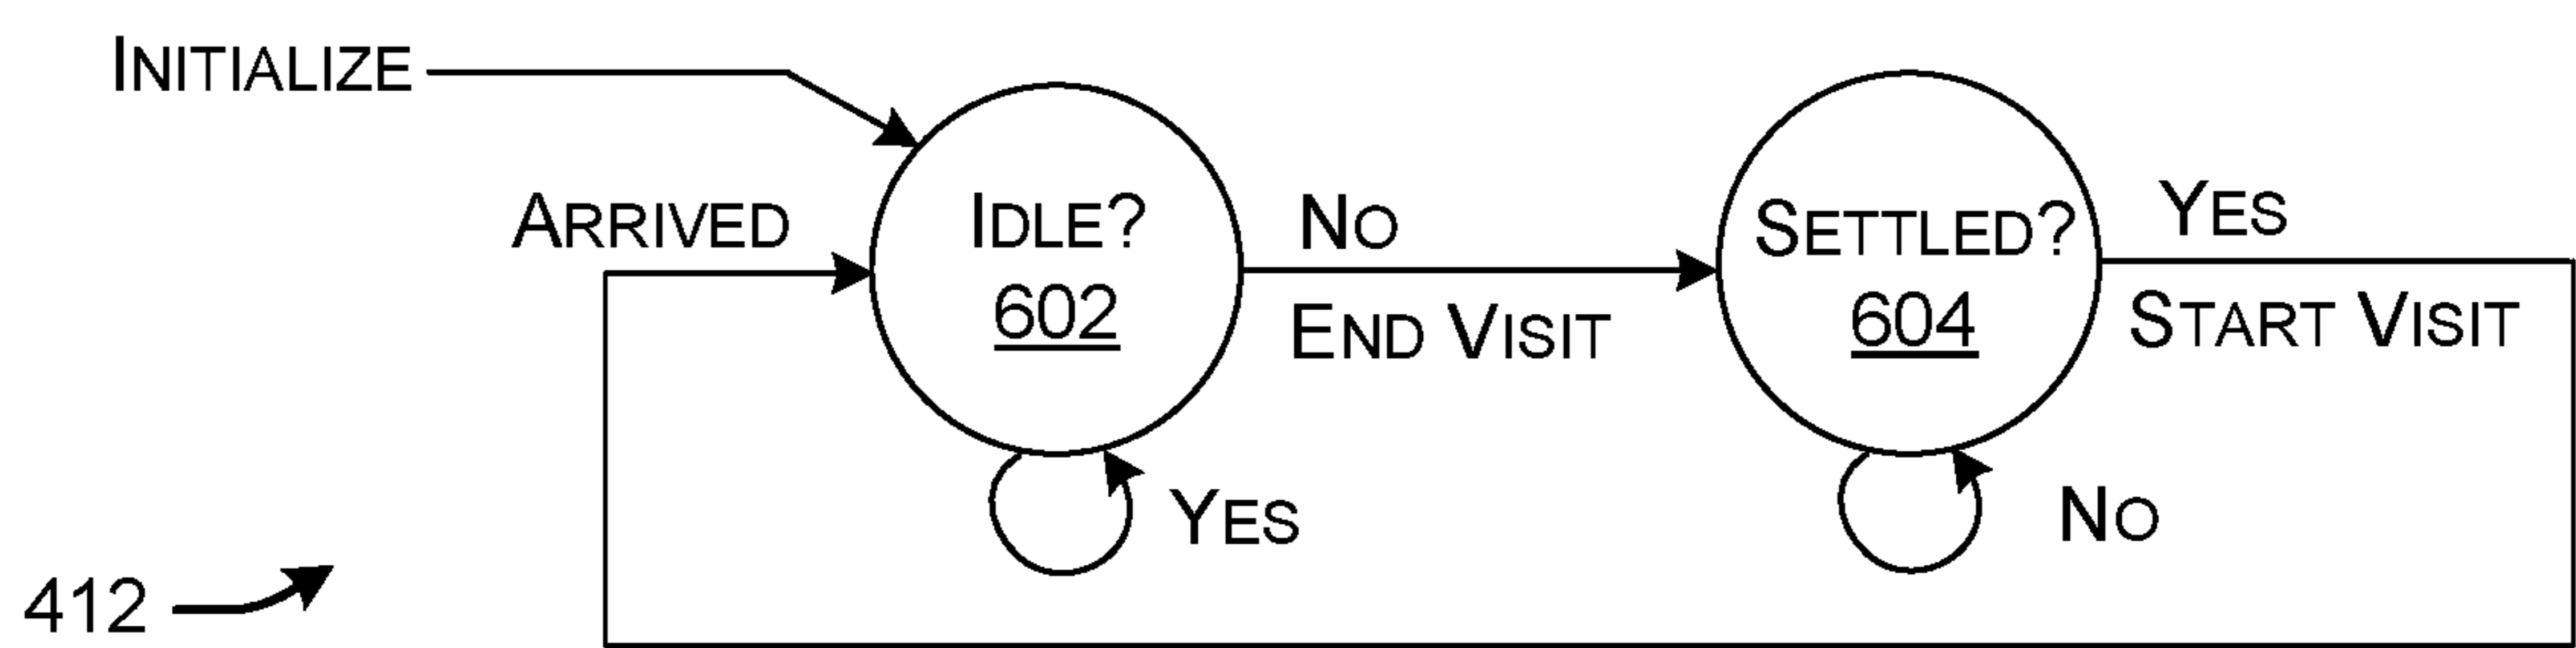 INITIALIZE
ARRIVED
IDLE?
602
NO
END VISIT
YES
SETTLED?
604
YES
START VISIT
NO
412